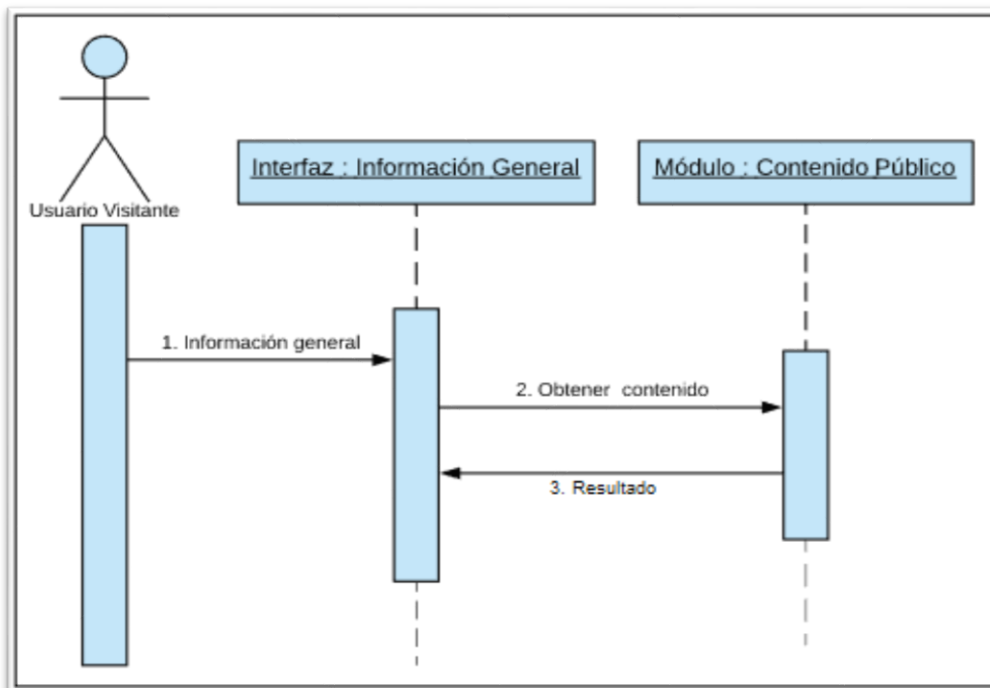 Usuario Visitante
Interfaz : Información General
Módulo : Contenido Público
1. Información general
2. Obtener  contenido
3. Resultado